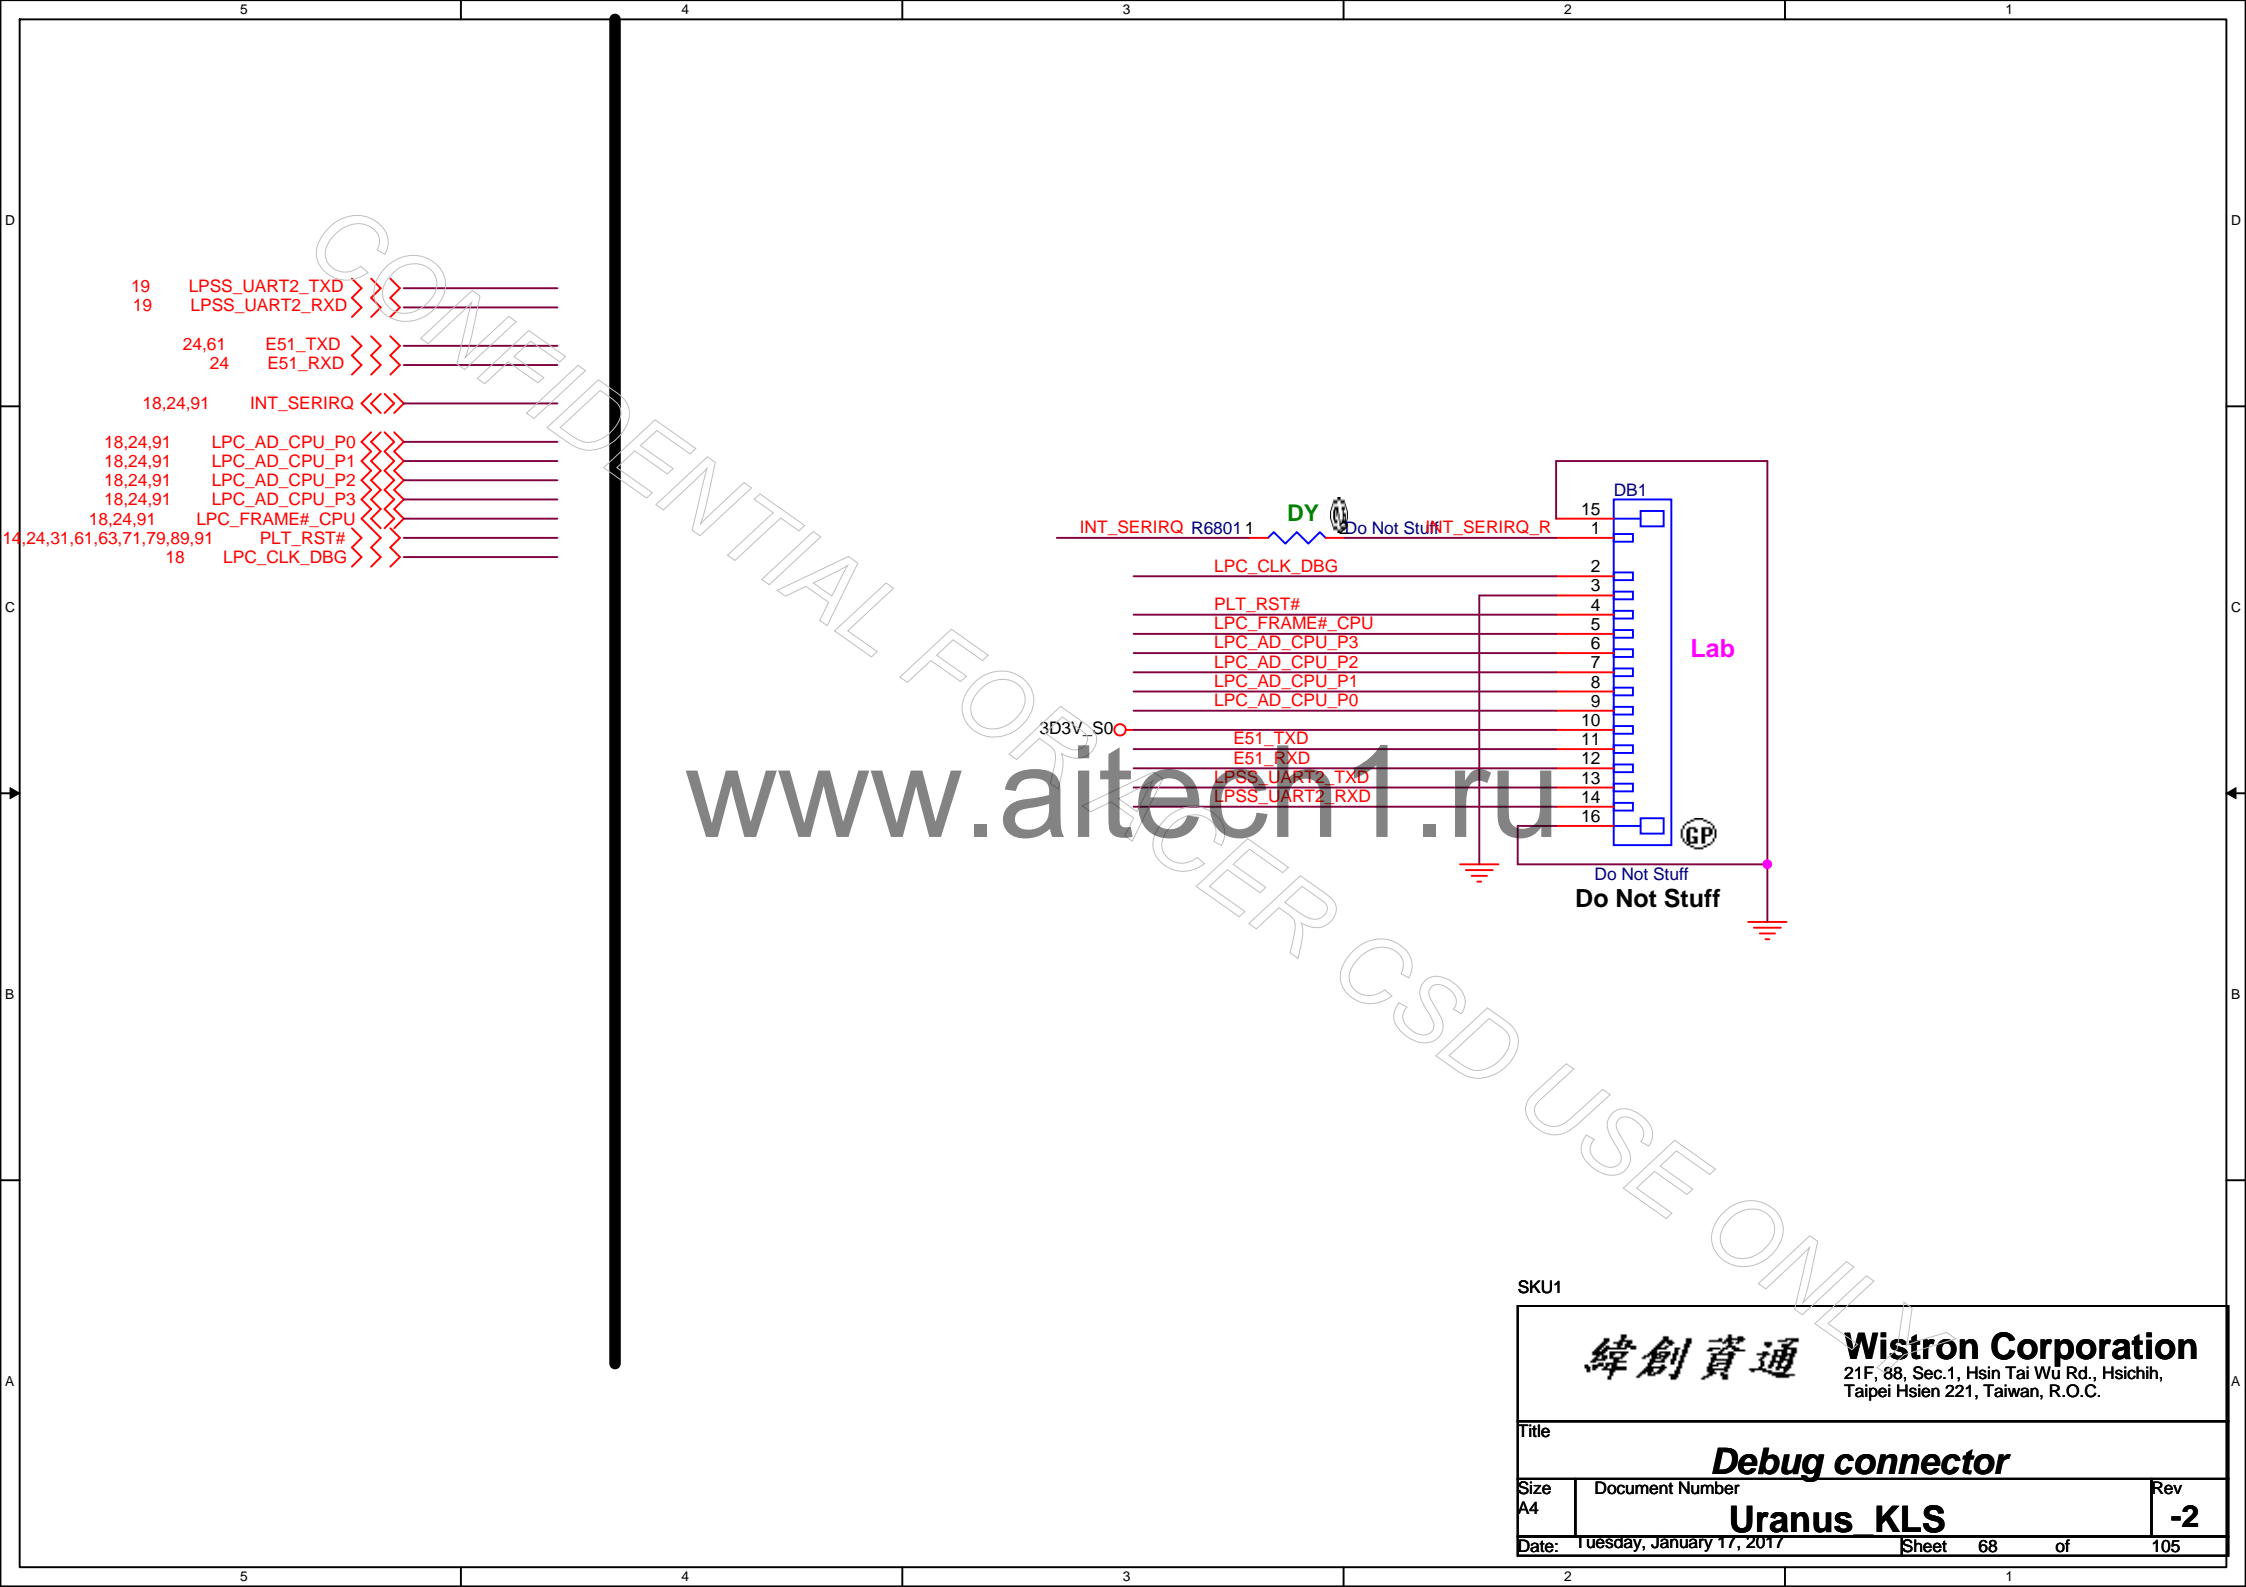 5 4 3 2 1
D D
C C
B B
A A
19 LPSS_UART2_TXD
19 LPSS_UART2_RXD
24,61 E51_TXD
24 E51_RXD
18,24,91 INT_SERIRQ
18,24,91 LPC_AD_CPU_P0
18,24,91 LPC_AD_CPU_P1
18,24,91 LPC_AD_CPU_P2
18,24,91 LPC_AD_CPU_P3
18,24,91 LPC_FRAME#_CPU
14,24,31,61,63,71,79,89,91 PLT_RST#
18 LPC_CLK_DBG
DB1
15
DY
INT_SERIRQ R6801 1 2 Do Not Stuff INT_SERIRQ_R 1
LPC_CLK_DBG 2
3
PLT_RST# 4
LPC_FRAME#_CPU 5
LPC_AD_CPU_P3 6
LPC_AD_CPU_P2 7
LPC_AD_CPU_P1 8
LPC_AD_CPU_P0 9
3D3V_S0 10
E51_TXD 11
E51_RXD 12
LPSS_UART2_TXD 13
LPSS_UART2_RXD 14
16
Lab
GP
Do Not Stuff
Do Not Stuff
www.aitech1.ru
CONFIDENTIAL FOR ACER CSD USE ONLY
SKU1
緯創資通
Wistron Corporation
21F, 88, Sec.1, Hsin Tai Wu Rd., Hsichih,
Taipei Hsien 221, Taiwan, R.O.C.
Title
Debug connector
Size Document Number Rev
A4 Uranus_KLS -2
Date: Tuesday, January 17, 2017 Sheet 68 of 105
5 4 3 2 1